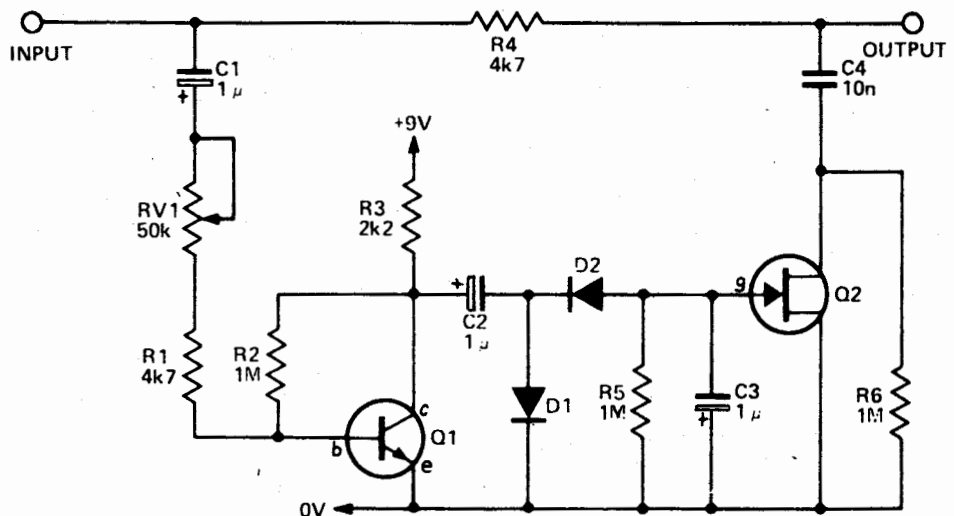 INPUT
R4
4k7
OUTPUT
C1
1μ
+
C4
10n
+9V
RV1
50k
R3
2k2
+
C2
1μ
D2
g
Q2
R1
4k7
R2
1M
D1
R5
1M
C3
1μ
+
R6
1M
b
c
Q1
e
0V